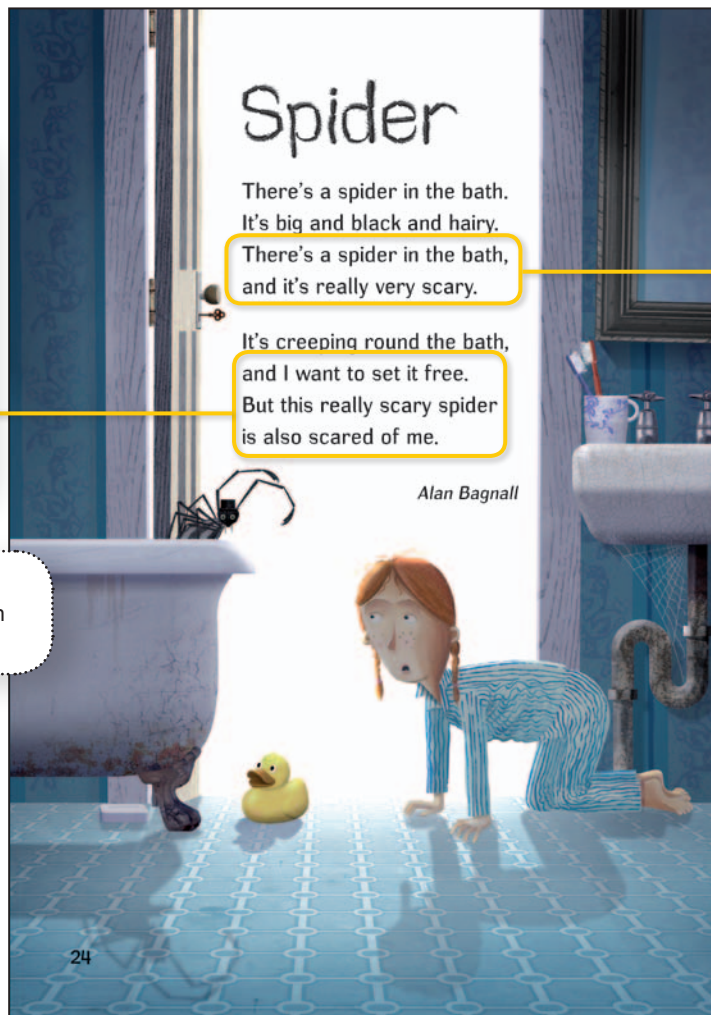 Spider
There's a spider in the bath.
It's big and black and hairy.
There's a spider in the bath,
and it's really very scary.
It's creeping round the bath,
and I want to set it free.
But this really scary spider
is also scared of me.
Alan Bagnall
24